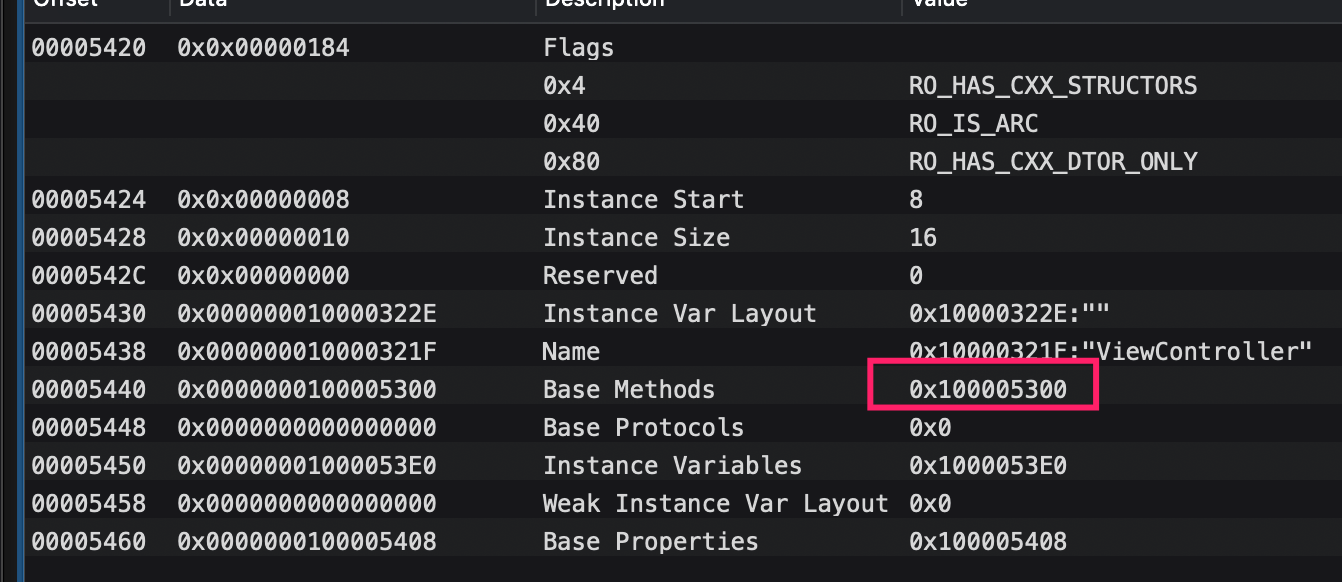 Offset Data Description Value
00005420 0x0x00000184 Flags
0x4 RO_HAS_CXX_STRUCTORS
0x40 RO_IS_ARC
0x80 RO_HAS_CXX_DTOR_ONLY
00005424 0x0x00000008 Instance Start 8
00005428 0x0x00000010 Instance Size 16
0000542C 0x0x00000000 Reserved 0
00005430 0x000000010000322E Instance Var Layout 0x10000322E:""
00005438 0x000000010000321F Name 0x10000321F:"ViewController"
00005440 0x0000000100005300 Base Methods 0x100005300
00005448 0x0000000000000000 Base Protocols 0x0
00005450 0x00000001000053E0 Instance Variables 0x1000053E0
00005458 0x0000000000000000 Weak Instance Var Layout 0x0
00005460 0x0000000100005408 Base Properties 0x100005408